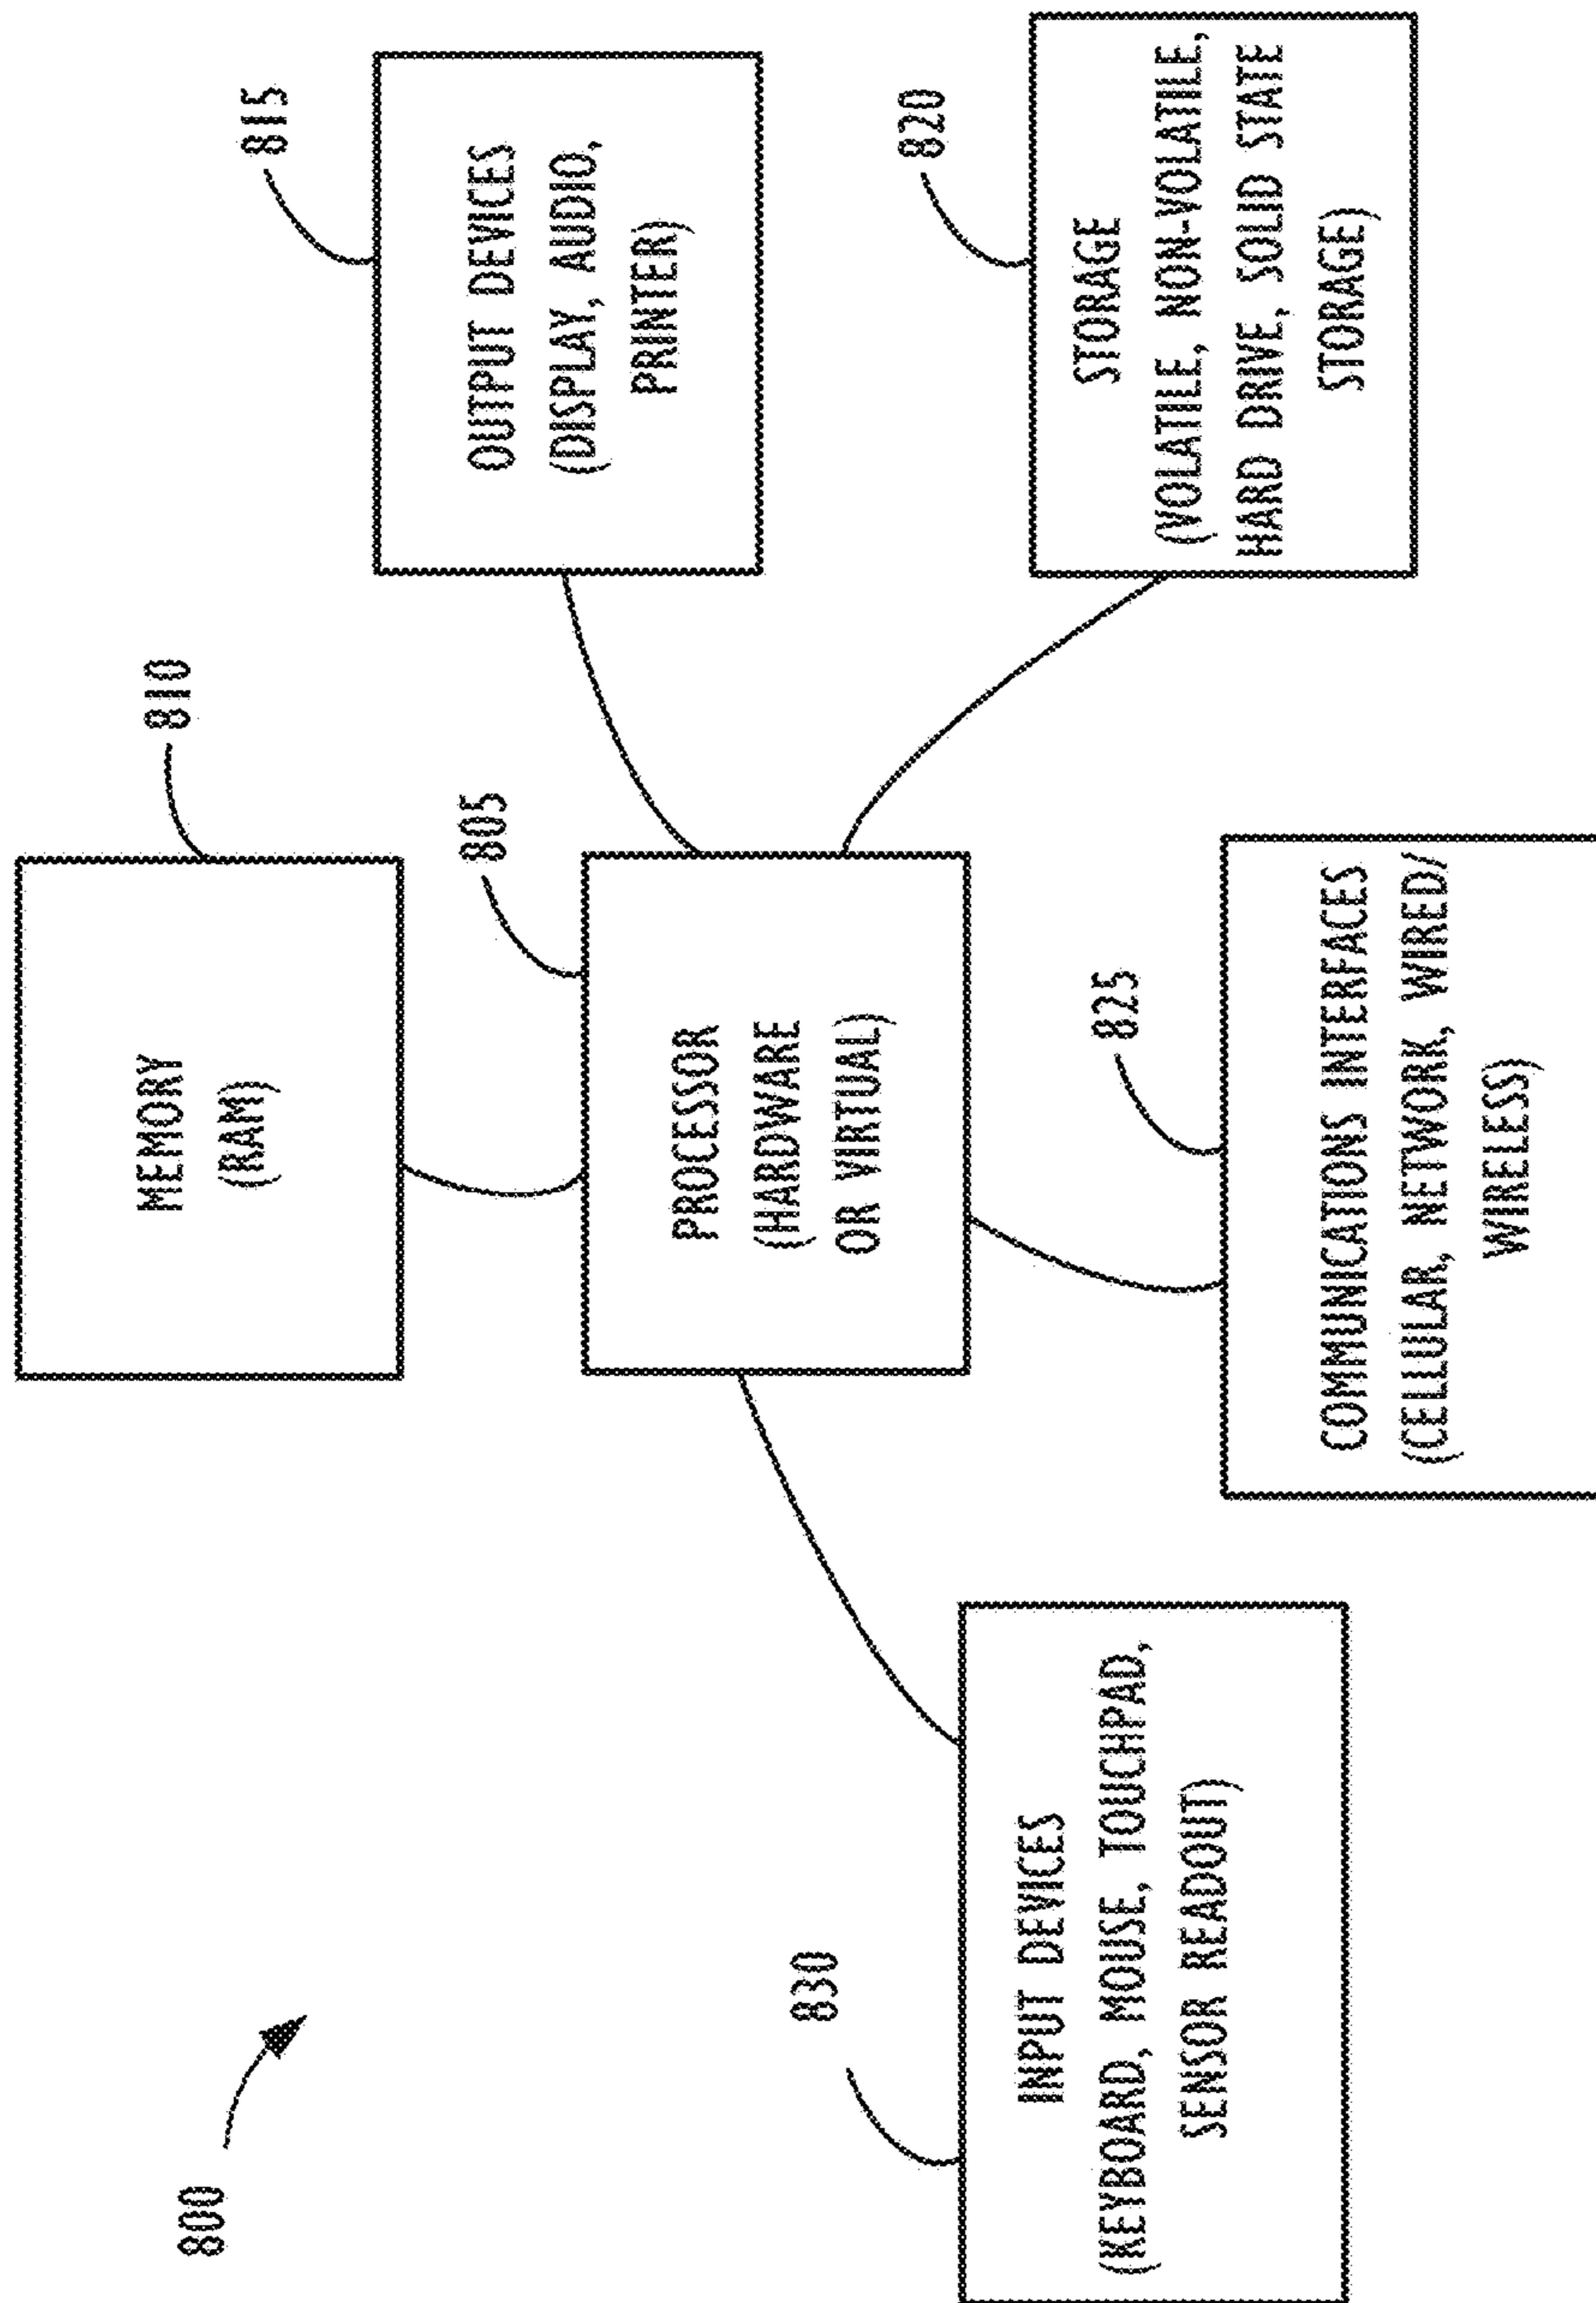 800
810
MEMORY
(RAM)
815
OUTPUT DEVICES
(DISPLAY, AUDIO,
PRINTER)
805
PROCESSOR
(HARDWARE
OR VIRTUAL)
830
INPUT DEVICES
(KEYBOARD, MOUSE, TOUCHPAD,
SENSOR READOUT)
825
COMMUNICATIONS INTERFACES
(CELLULAR, NETWORK, WIRED/
WIRELESS)
820
STORAGE
(VOLATILE, NON-VOLATILE,
HARD DRIVE, SOLID STATE
STORAGE)